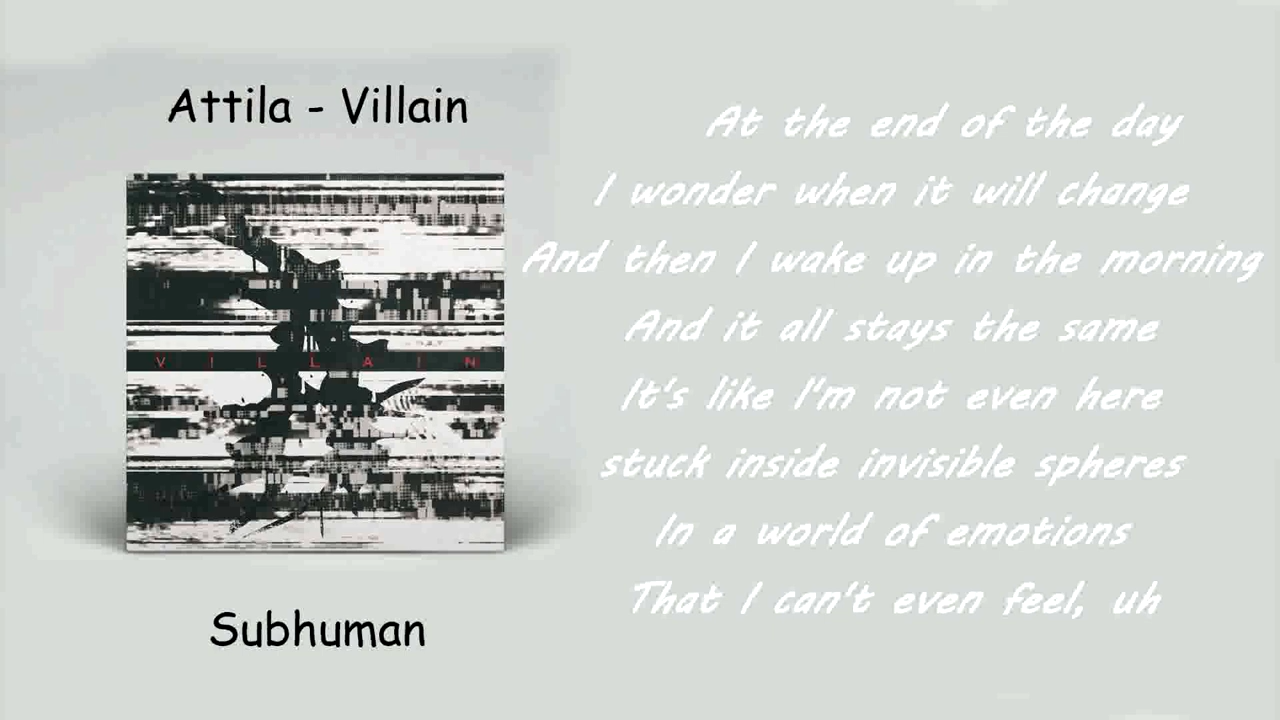 Attila - Villain
V I L L A I N
Subhuman
At the end of the day
I wonder when it will change
And then I wake up in the morning
And it all stays the same
It's like I'm not even here
stuck inside invisible spheres
In a world of emotions
That I can't even feel, uh